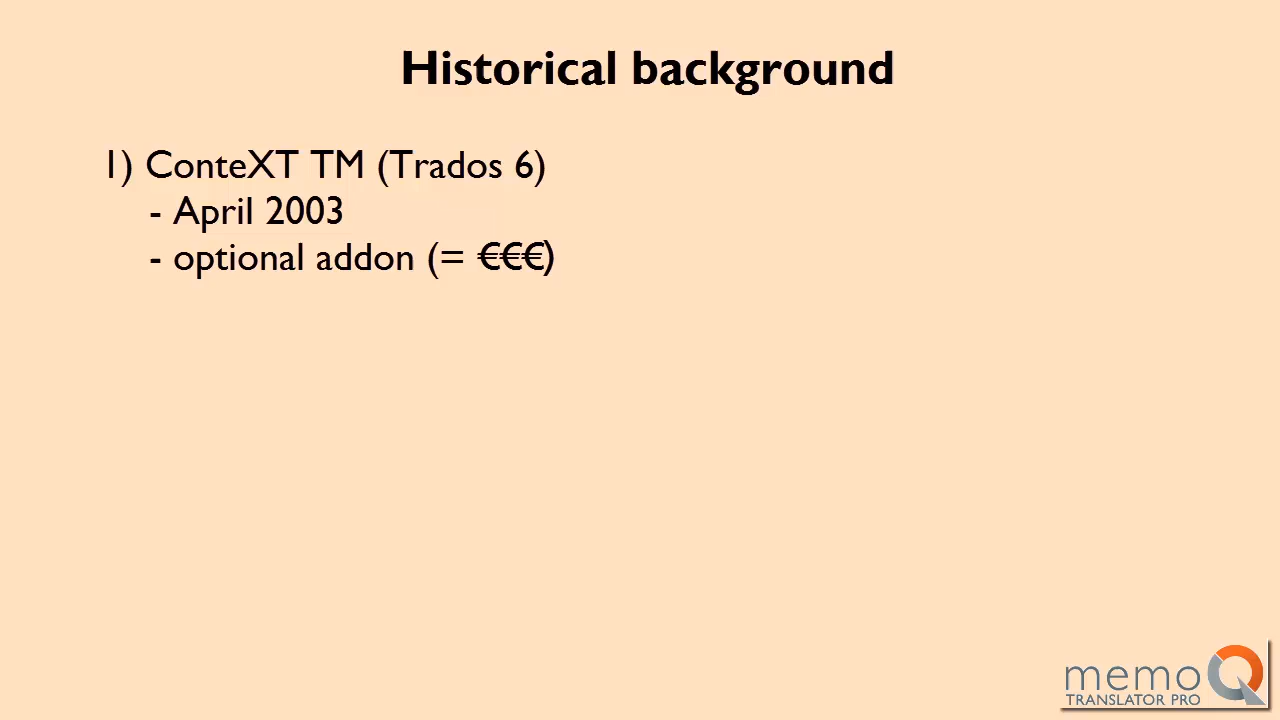 Historical background
1) ConteXT TM (Trados 6)
- April 2003
- optional addon (= €€€)
memoQ
TRANSLATOR PRO